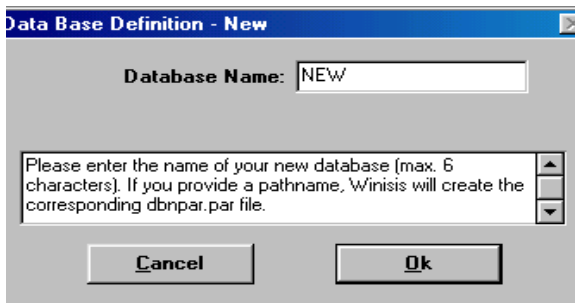 Data Base Definition - New
Database Name: NEW
Please enter the name of your new database (max. 6
characters). If you provide a pathname, Winisis will create the
corresponding dbnpar.par file.
Cancel Ok